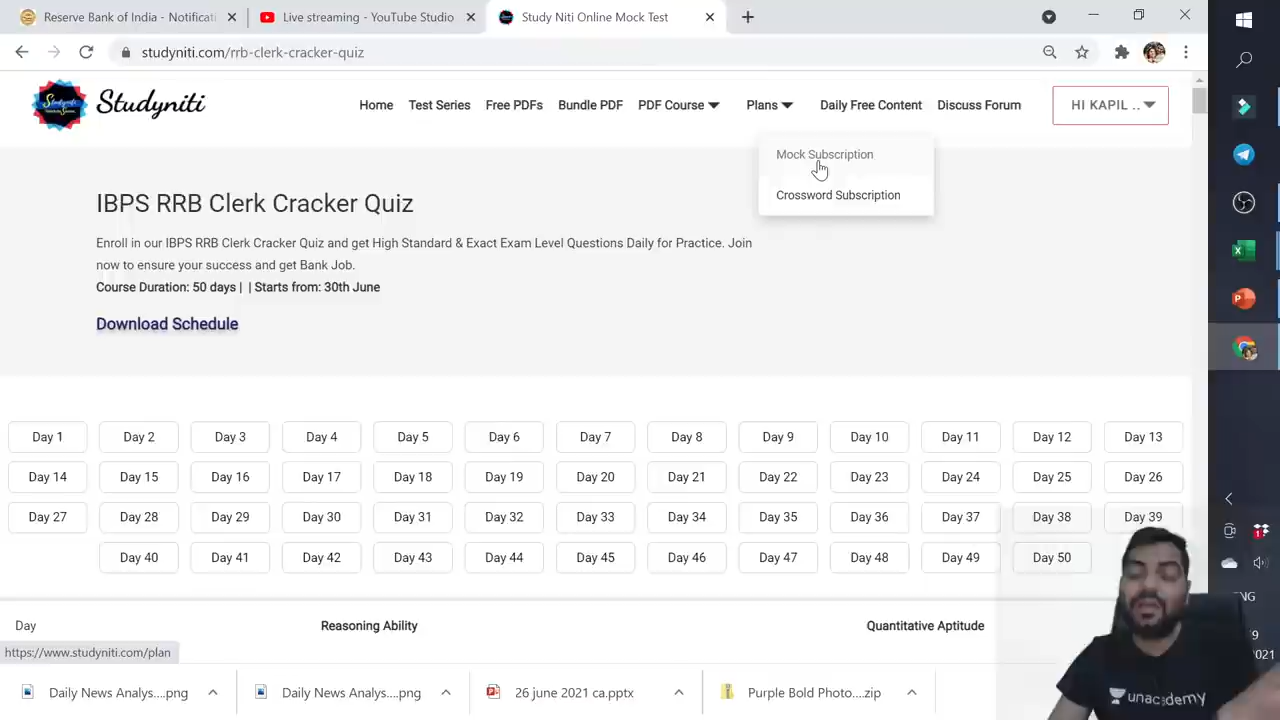 Reserve Bank of India - Notificati
Live streaming - YouTube Studio
Study Niti Online Mock Test
studyniti.com/rrb-clerk-cracker-quiz
Studyniti
Home
Test Series
Free PDFs
Bundle PDF
PDF Course
Plans
Daily Free Content
Discuss Forum
HI KAPIL ..
Mock Subscription
Crossword Subscription
IBPS RRB Clerk Cracker Quiz
Enroll in our IBPS RRB Clerk Cracker Quiz and get High Standard & Exact Exam Level Questions Daily for Practice. Join
now to ensure your success and get Bank Job.
Course Duration: 50 days | | Starts from: 30th June
Download Schedule
Day 1 Day 2 Day 3 Day 4 Day 5 Day 6 Day 7 Day 8 Day 9 Day 10 Day 11 Day 12 Day 13
Day 14 Day 15 Day 16 Day 17 Day 18 Day 19 Day 20 Day 21 Day 22 Day 23 Day 24 Day 25 Day 26
Day 27 Day 28 Day 29 Day 30 Day 31 Day 32 Day 33 Day 34 Day 35 Day 36 Day 37 Day 38 Day 39
Day 40 Day 41 Day 42 Day 43 Day 44 Day 45 Day 46 Day 47 Day 48 Day 49 Day 50
Day
Reasoning Ability
Quantitative Aptitude
https://www.studyniti.com/plan
Daily News Analys....png
Daily News Analys....png
26 june 2021 ca.pptx
Purple Bold Photo....zip
unacademy